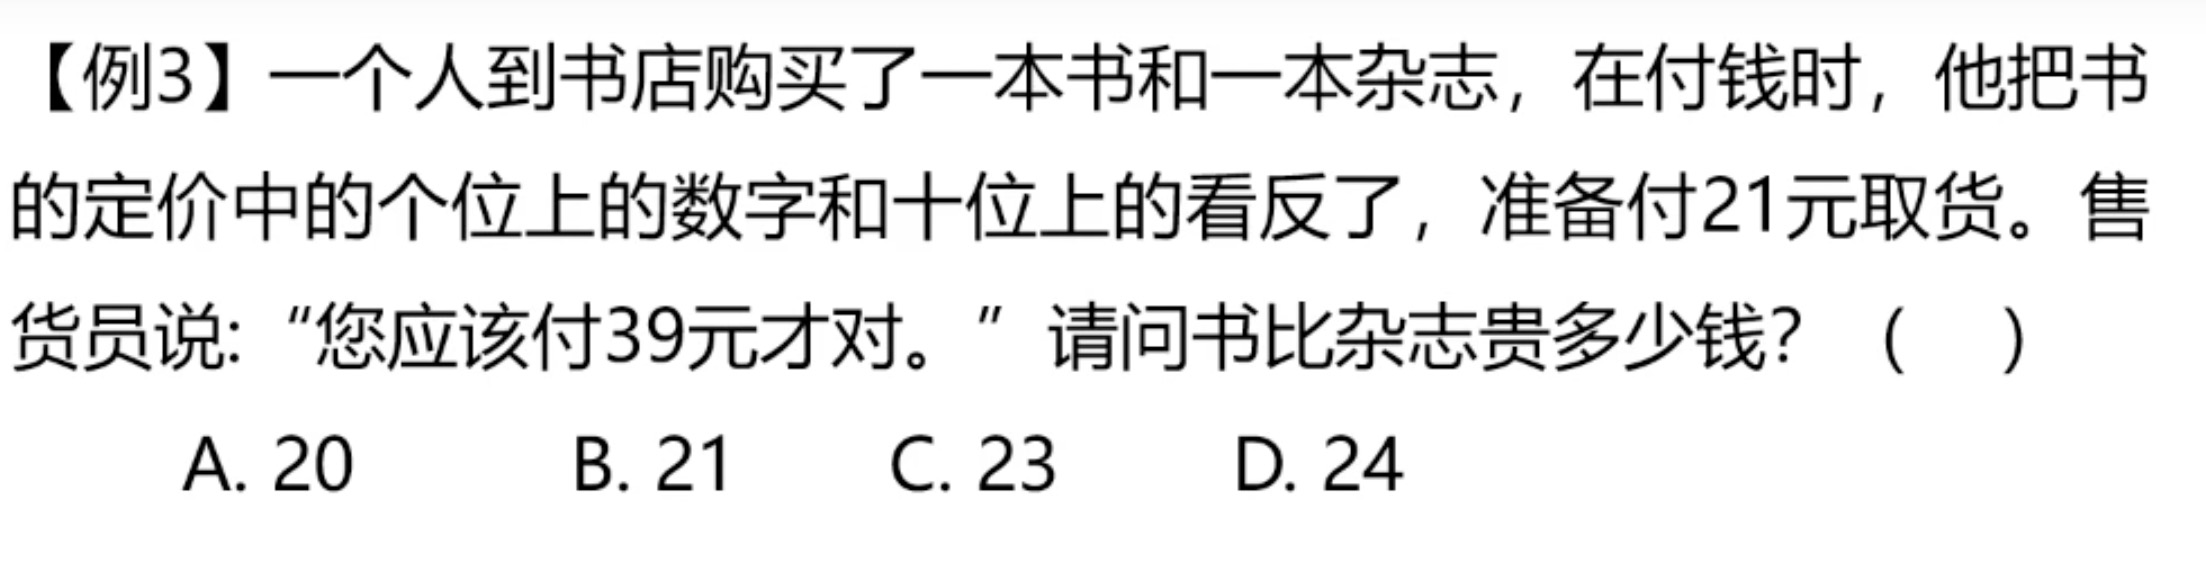 【例3】一个人到书店购买了一本书和一本杂志，在付钱时，他把书
的定价中的个位上的数字和十位上的看反了，准备付21元取货。售
货员说：“您应该付39元才对。”请问书比杂志贵多少钱？（ ）
A. 20 B. 21 C. 23 D. 24